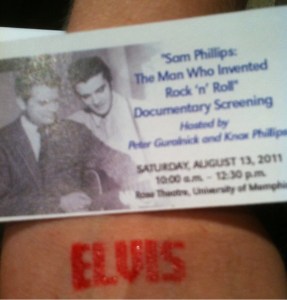 "Sam Phillips:
The Man Who Invented
Rock 'n' Roll"
Documentary Screening
Hosted by
Peter Guralnick and Knox Phillips
SATURDAY, AUGUST 13, 2011
10:00 a.m. - 12:30 p.m.
Rose Theatre, University of Memphis
ELVIS